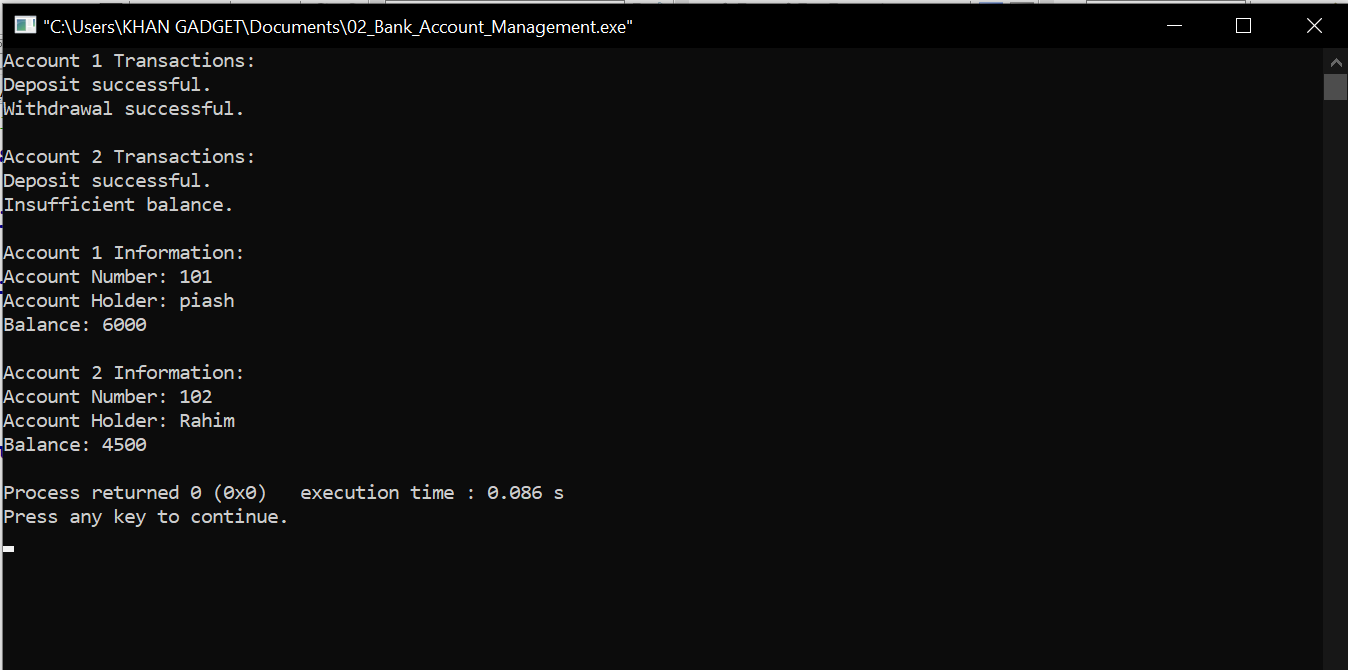 "C:\Users\KHAN GADGET\Documents\02_Bank_Account_Management.exe"
Account 1 Transactions:
Deposit successful.
Withdrawal successful.

Account 2 Transactions:
Deposit successful.
Insufficient balance.

Account 1 Information:
Account Number: 101
Account Holder: piash
Balance: 6000

Account 2 Information:
Account Number: 102
Account Holder: Rahim
Balance: 4500

Process returned 0 (0x0)   execution time : 0.086 s
Press any key to continue.